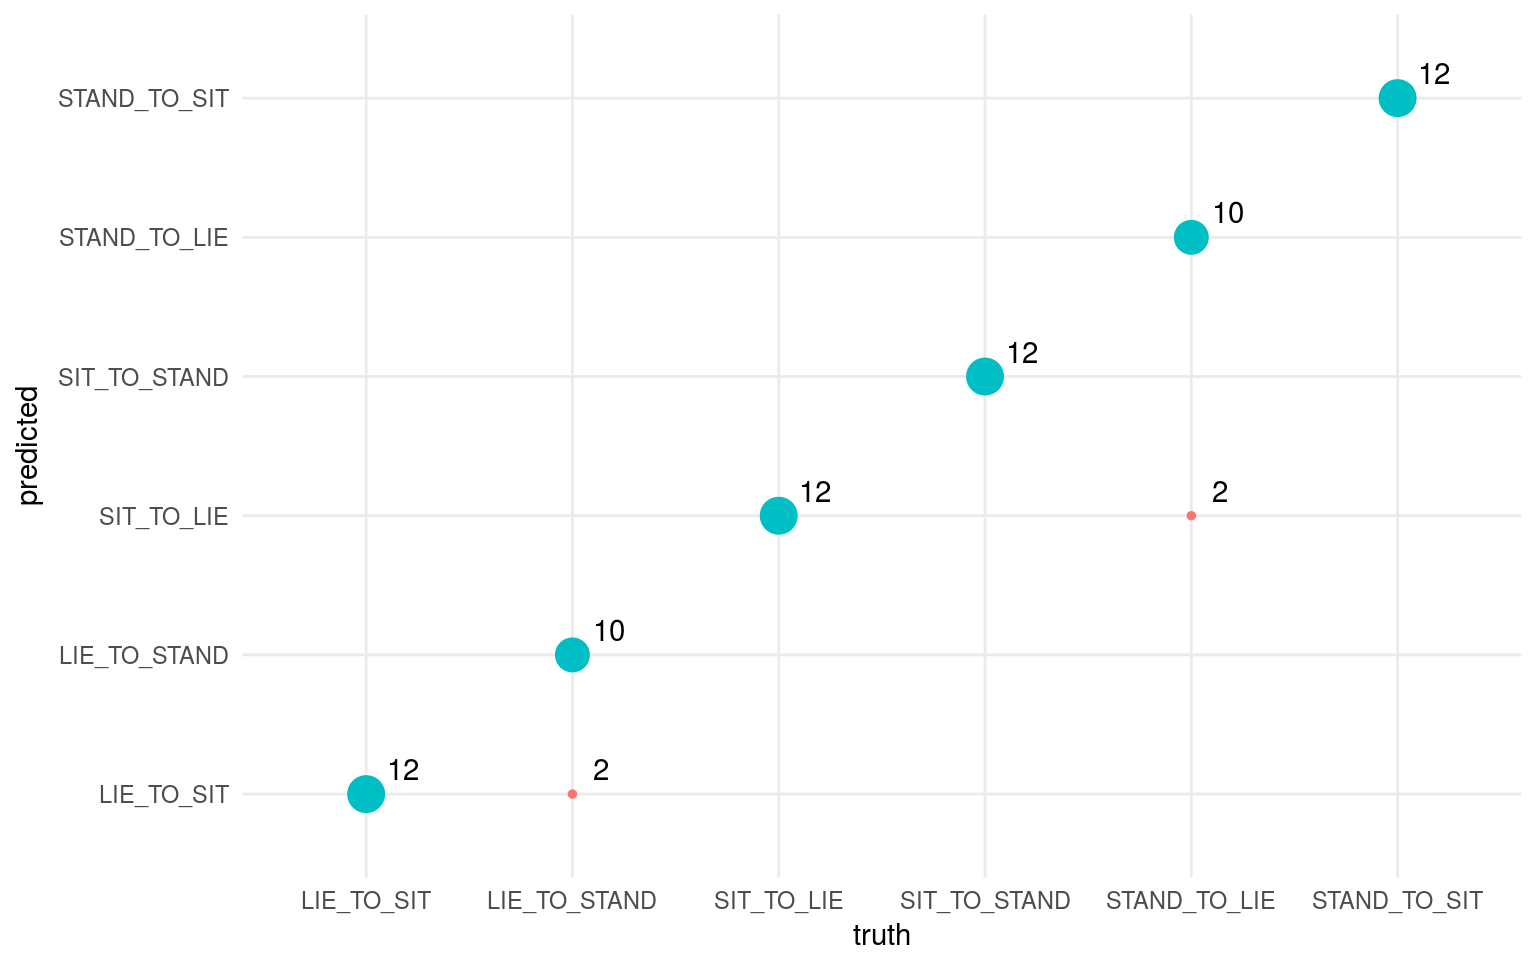 STAND_TO_SIT
STAND_TO_LIE
SIT_TO_STAND
SIT_TO_LIE
LIE_TO_STAND
LIE_TO_SIT
predicted
12
10
12
12
2
10
12
2
LIE_TO_SIT
LIE_TO_STAND
SIT_TO_LIE
SIT_TO_STAND
STAND_TO_LIE
STAND_TO_SIT
truth